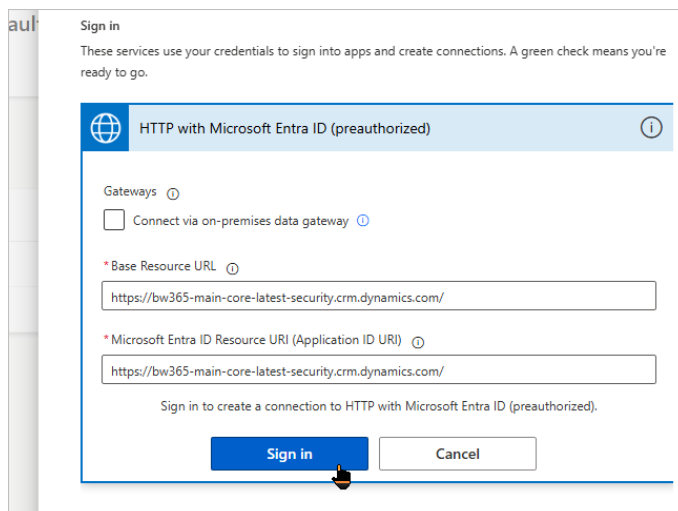 aul
Sign in
These services use your credentials to sign into apps and create connections. A green check means you're
ready to go.
HTTP with Microsoft Entra ID (preauthorized)
Gateways
Connect via on-premises data gateway
* Base Resource URL
https://bw365-main-core-latest-security.crm.dynamics.com/
* Microsoft Entra ID Resource URI (Application ID URI)
https://bw365-main-core-latest-security.crm.dynamics.com/
Sign in to create a connection to HTTP with Microsoft Entra ID (preauthorized).
Sign in
Cancel